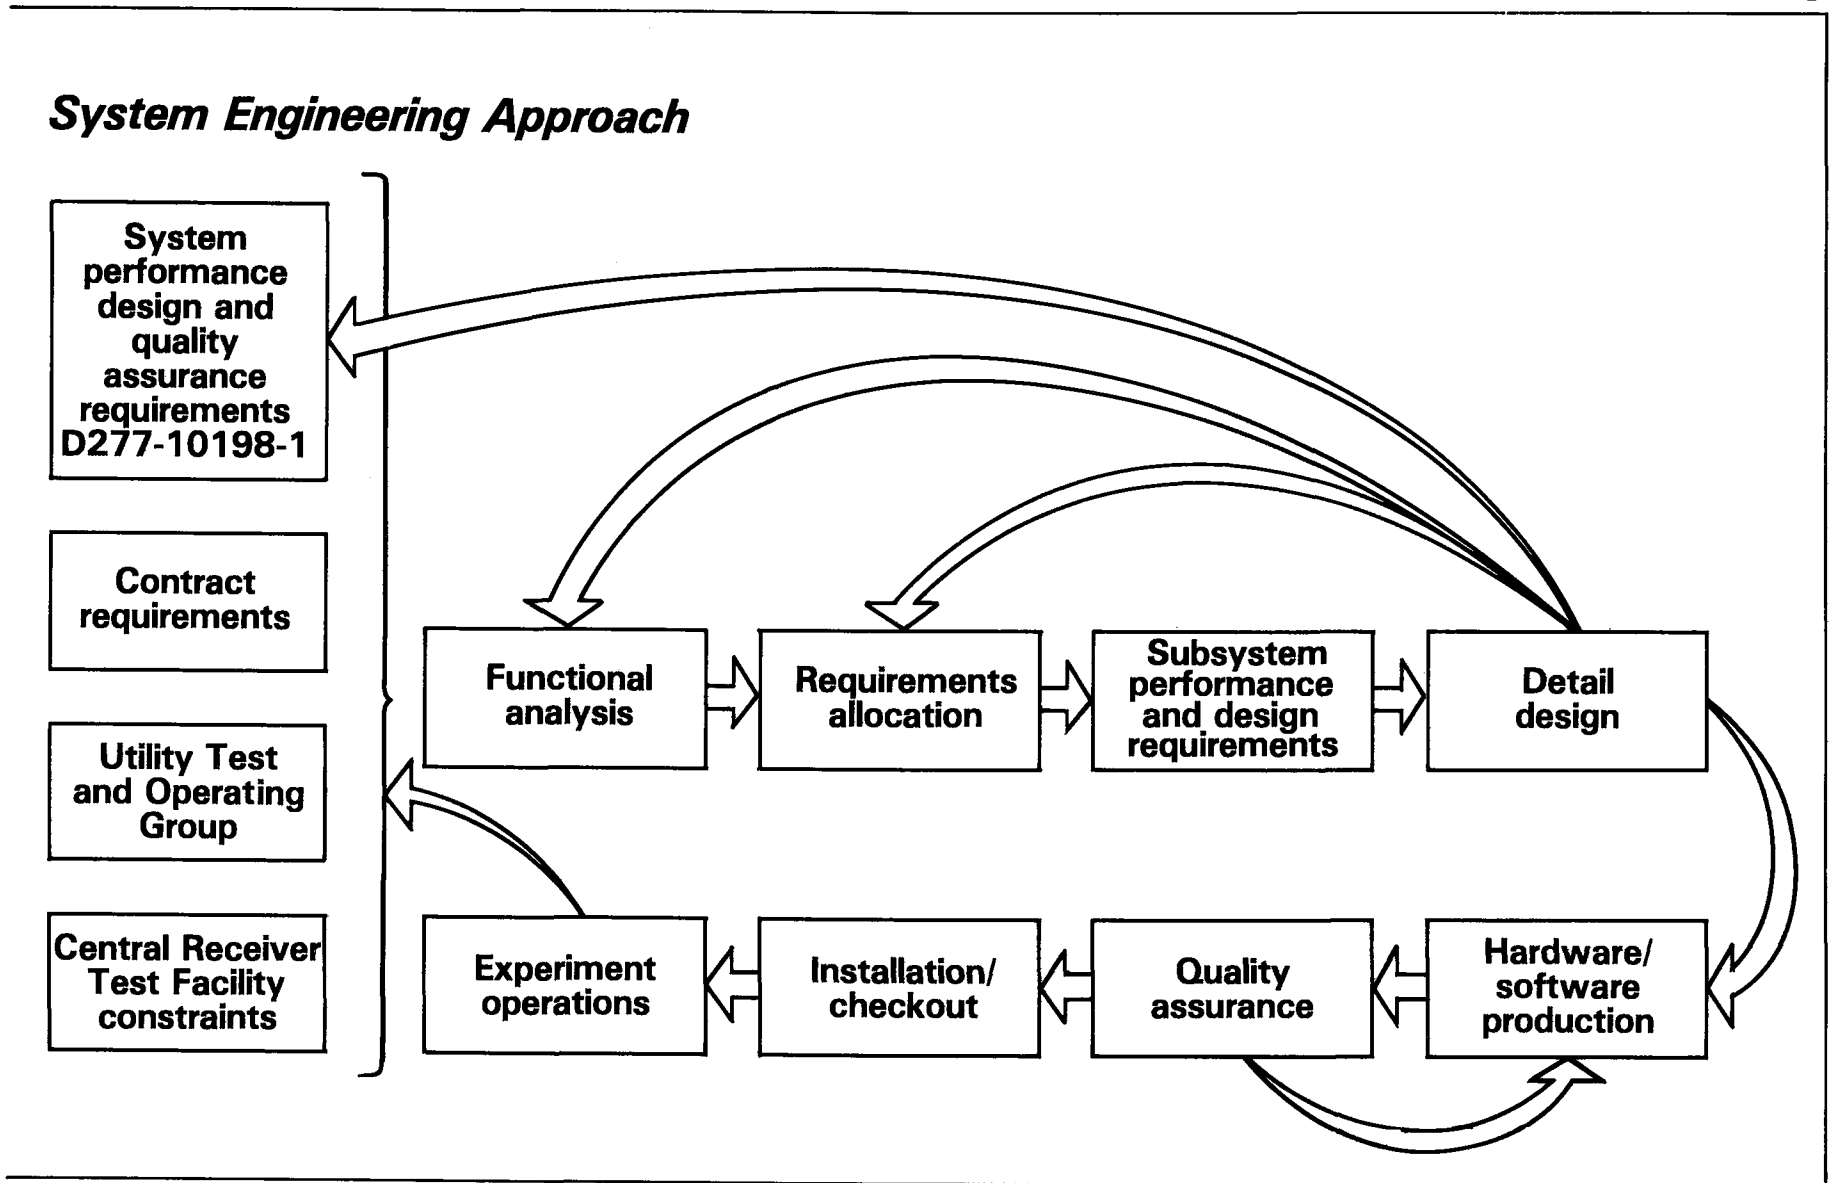 System Engineering Approach
System
performance
design and
quality
assurance
requirements
D277-10198-1
Contract
requirements
Utility Test
and Operating
Group
Central Receiver
Test Facility
constraints
Functional
analysis
Requirements
allocation
Subsystem
performance
and design
requirements
Detail
design
Experiment
operations
Installation/
checkout
Quality
assurance
Hardware/
software
production